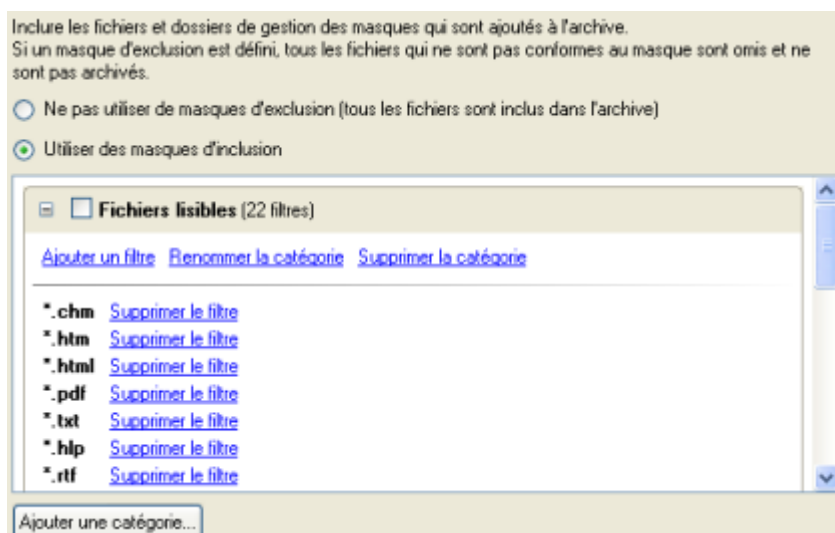 Inclure les fichiers et dossiers de gestion des masques qui sont ajoutés à l'archive.
Si un masque d'exclusion est défini, tous les fichiers qui ne sont pas conformes au masque sont omis et ne
sont pas archivés.
Ne pas utiliser de masques d'exclusion (tous les fichiers sont inclus dans l'archive)
Utiliser des masques d'inclusion
Fichiers lisibles (22 filtres)
Ajouter un filtre Renommer la catégorie Supprimer la catégorie
*.chm Supprimer le filtre
*.htm Supprimer le filtre
*.html Supprimer le filtre
*.pdf Supprimer le filtre
*.txt Supprimer le filtre
*.hlp Supprimer le filtre
*.rtf Supprimer le filtre
Ajouter une catégorie...